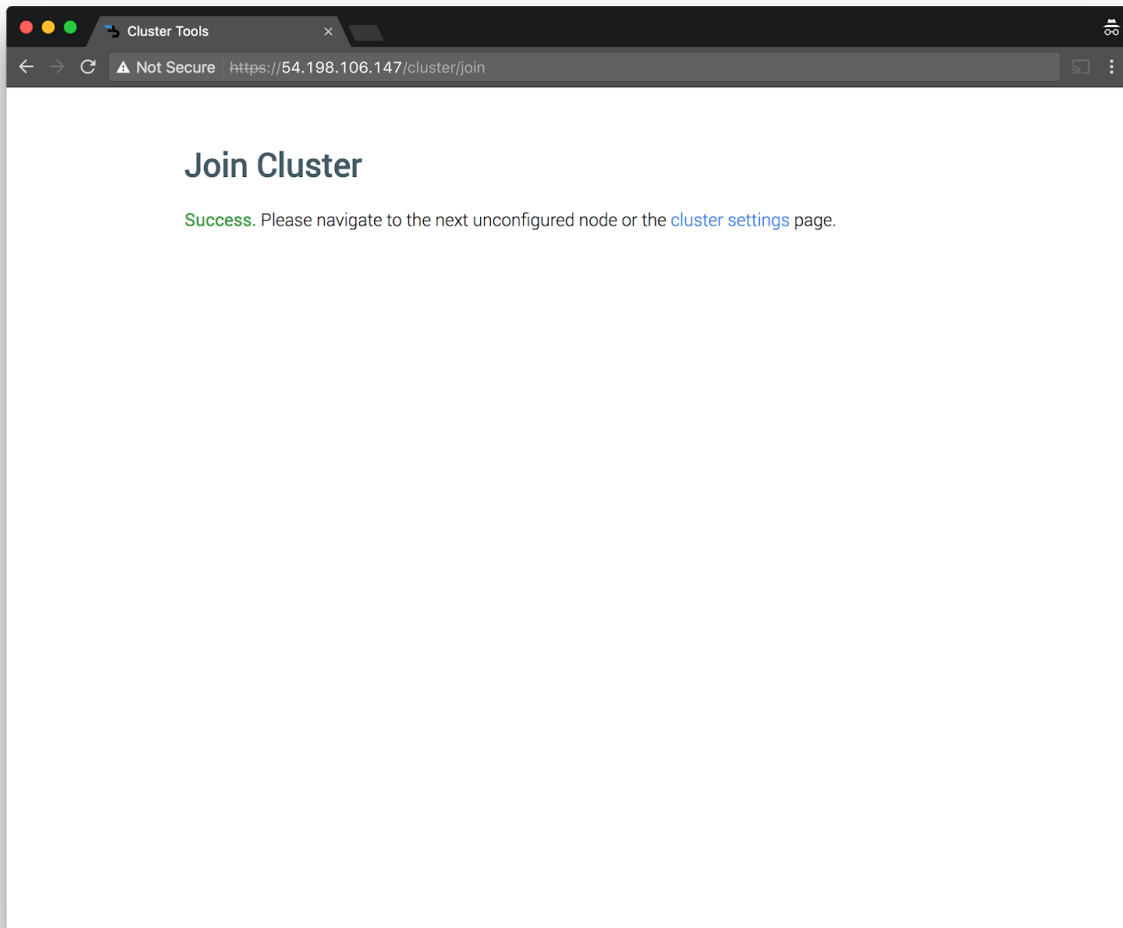 Cluster Tools
Not Secure https://54.198.106.147/cluster/join
Join Cluster
Success. Please navigate to the next unconfigured node or the cluster settings page.